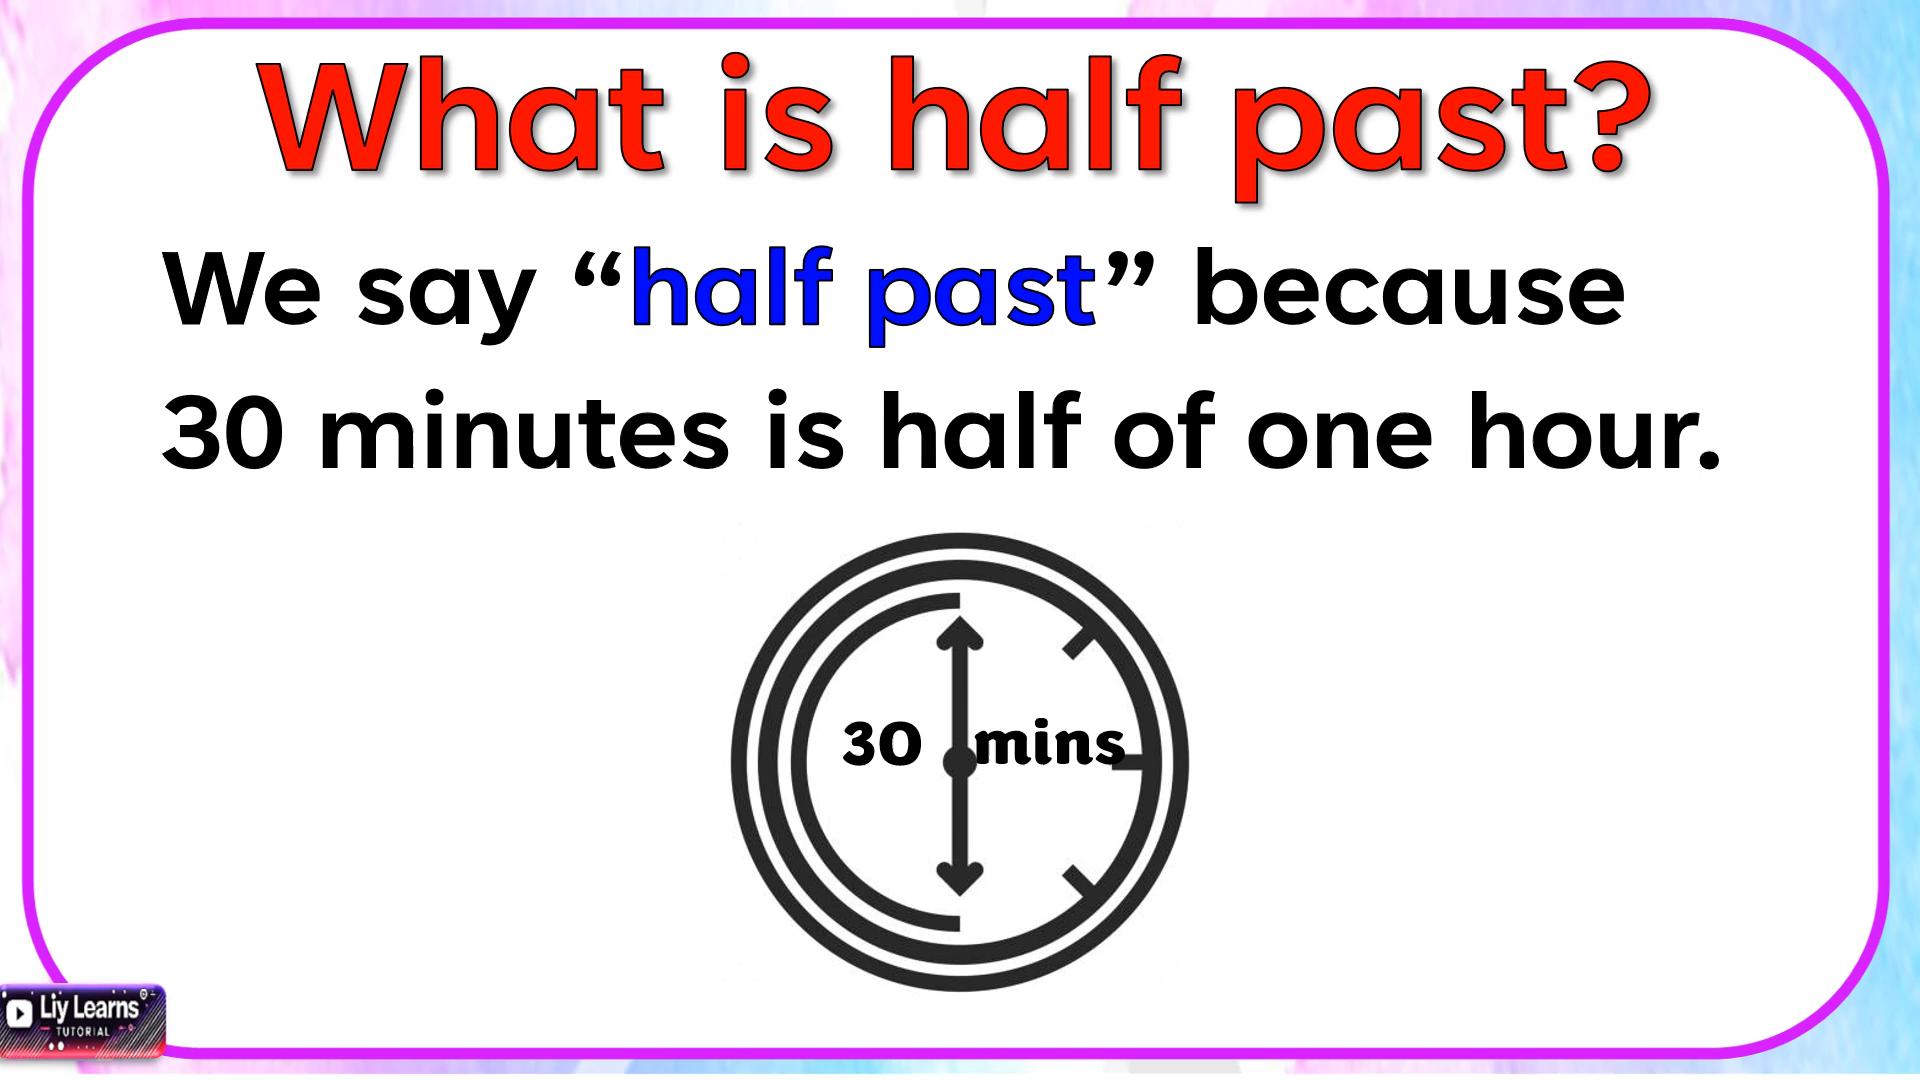 What is half past?
We say “half past” because
30 minutes is half of one hour.
30 mins
Liy Learns
TUTORIAL